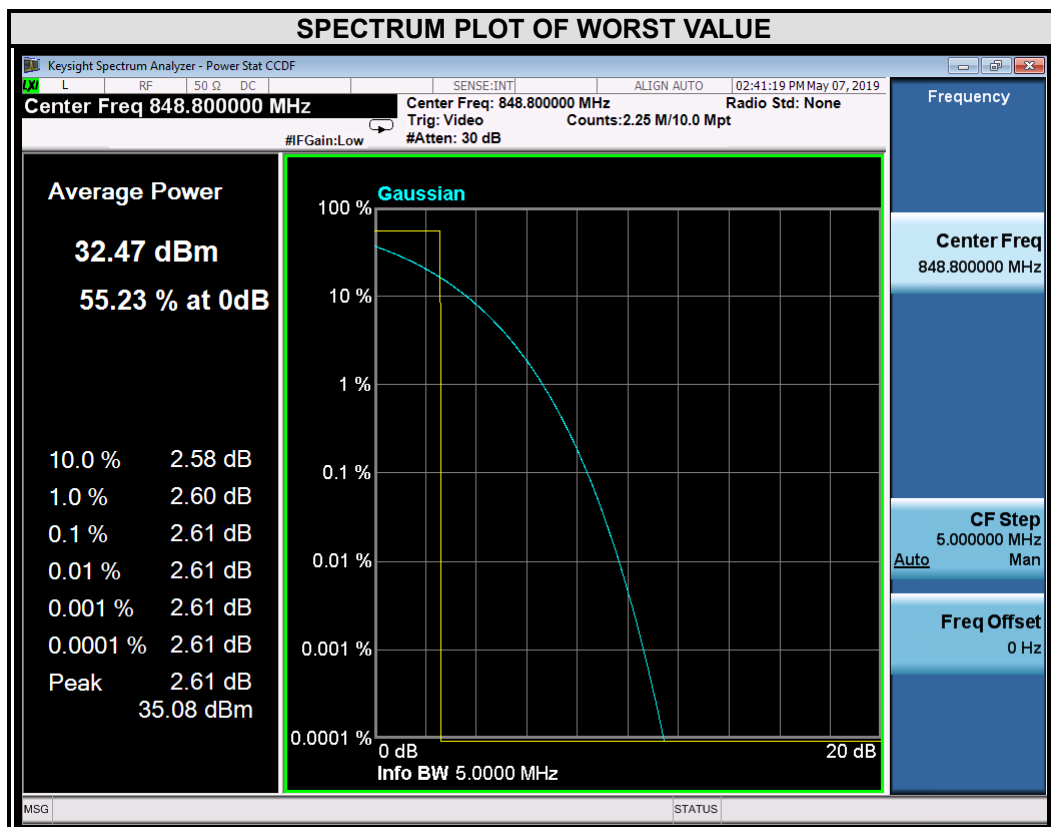 SPECTRUM PLOT OF WORST VALUE
Keysight Spectrum Analyzer - Power Stat CCDF
LXI L RF 50 Ω DC SENSE:INT ALIGN AUTO 02:41:19 PM May 07, 2019
Center Freq 848.800000 MHz
Center Freq: 848.800000 MHz Radio Std: None
Trig: Video Counts:2.25 M/10.0 Mpt
#IFGain:Low #Atten: 30 dB
Frequency
Average Power
32.47 dBm
55.23 % at 0dB
10.0 % 2.58 dB
1.0 % 2.60 dB
0.1 % 2.61 dB
0.01 % 2.61 dB
0.001 % 2.61 dB
0.0001 % 2.61 dB
Peak 2.61 dB
35.08 dBm
Gaussian
100 %
10 %
1 %
0.1 %
0.01 %
0.001 %
0.0001 %
0 dB 20 dB
Info BW 5.0000 MHz
Center Freq
848.800000 MHz
CF Step
5.000000 MHz
Auto Man
Freq Offset
0 Hz
MSG STATUS